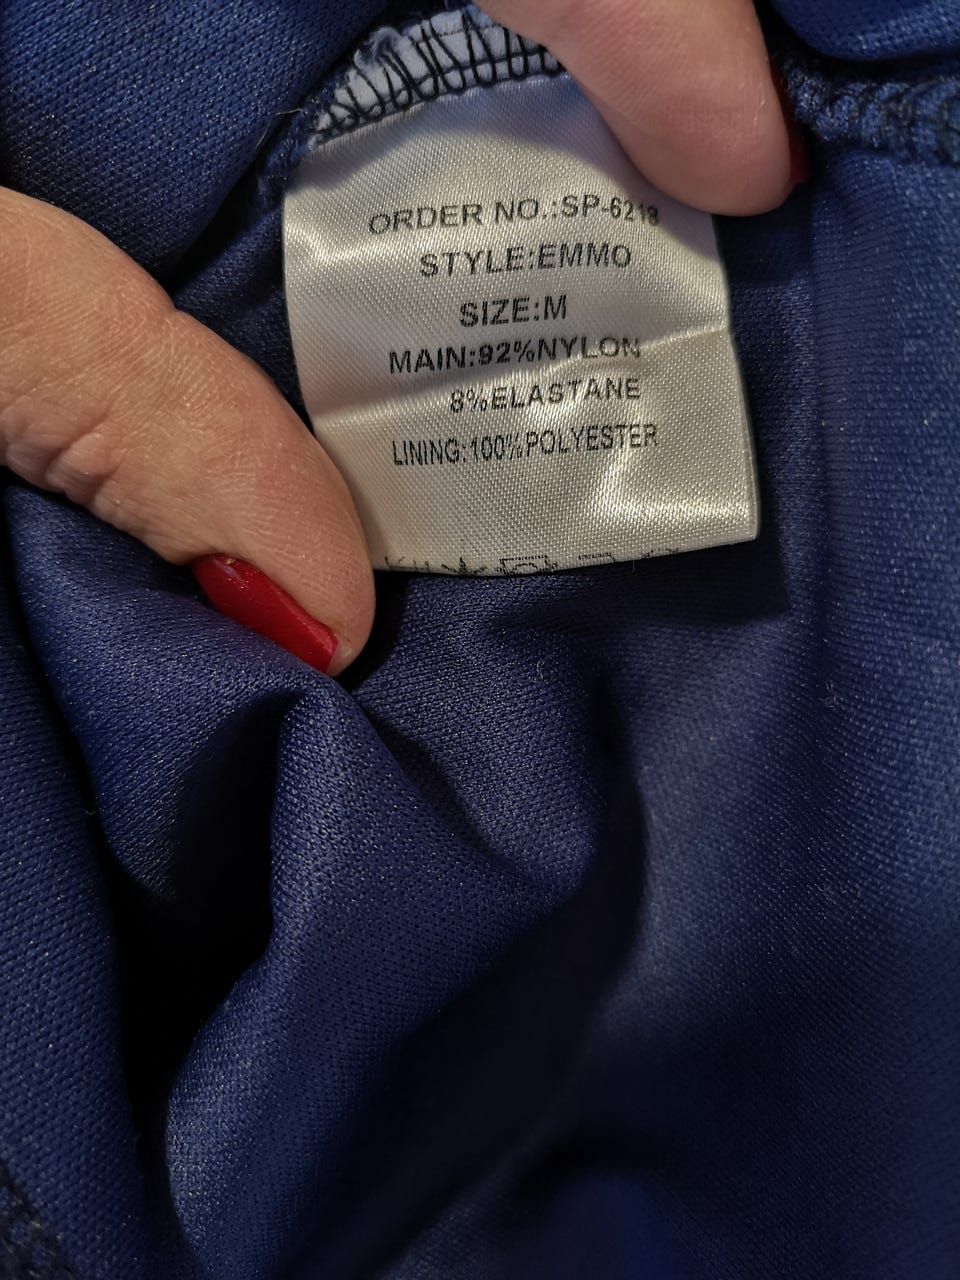 ORDER NO.:SP-6218
STYLE:EMMO
SIZE:M
MAIN:92%NYLON
8%ELASTANE
LINING:100%POLYESTER